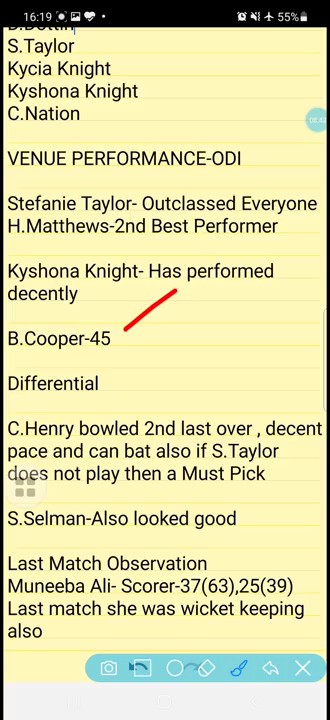 16:19 55%
D.Dottin
S.Taylor
Kycia Knight
Kyshona Knight
C.Nation
VENUE PERFORMANCE-ODI
Stefanie Taylor- Outclassed Everyone
H.Matthews-2nd Best Performer
Kyshona Knight- Has performed
decently
B.Cooper-45
Differential
C.Henry bowled 2nd last over , decent
pace and can bat also if S.Taylor
does not play then a Must Pick
S.Selman-Also looked good
Last Match Observation
Muneeba Ali- Scorer-37(63),25(39)
Last match she was wicket keeping
also